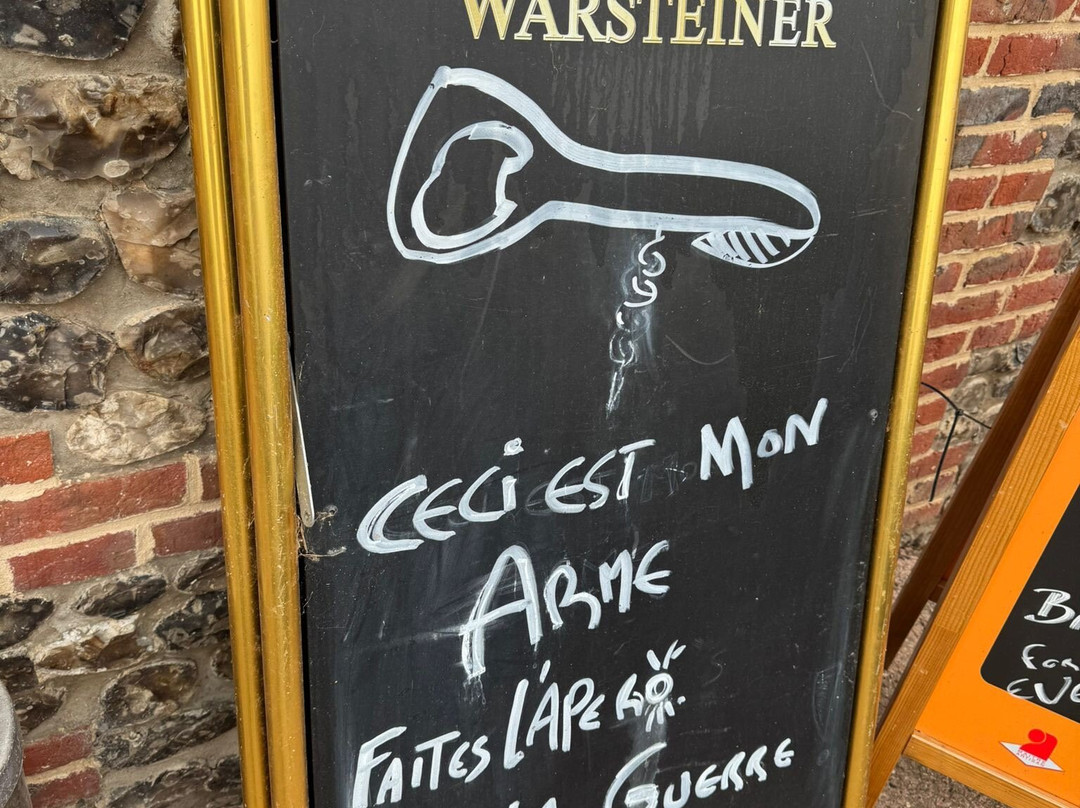 WARSTEINER
CECi EST MON
ARME
FAiTES L'APERO
GUERRE